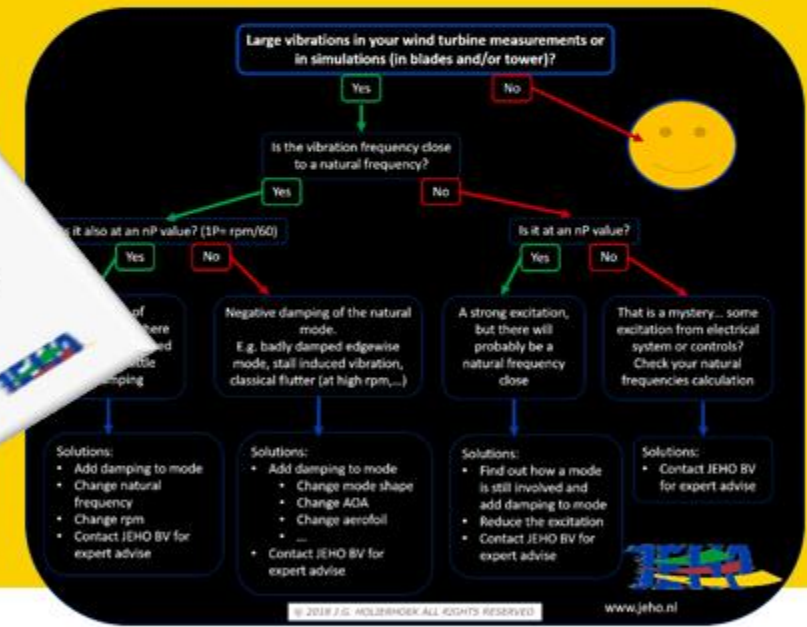 Large vibrations in your wind turbine measurements or
in simulations (in blades and/or tower)?
Yes
No
Is the vibration frequency close
to a natural frequency?
Yes
No
it also at an nP value? (1P= rpm/60)
Is it at an nP value?
Yes
No
Yes
No
of
Negative damping of the natural
mode.
E.g. badly damped edgewise
mode, stall induced vibration,
classical flutter (at high rpm,...)
A strong excitation,
but there will
probably be a
natural frequency
close
That is a mystery... some
excitation from electrical
system or controls?
Check your natural
frequencies calculation
Solutions:
• Add damping to mode
• Change natural
frequency
• Change rpm
• Contact JEHO BV for
expert advise
Solutions:
• Add damping to mode
• Change mode shape
• Change AOA
• Change aerofoil
• ...
• Contact JEHO BV for
expert advise
Solutions:
• Find out how a mode
is still involved and
add damping to mode
• Reduce the excitation
• Contact JEHO BV for
expert advise
Solutions:
• Contact JEHO BV
for expert advise
JEHO
JEHO
© 2018 J.G. HOLIERHOEK ALL RIGHTS RESERVED
www.jeho.nl